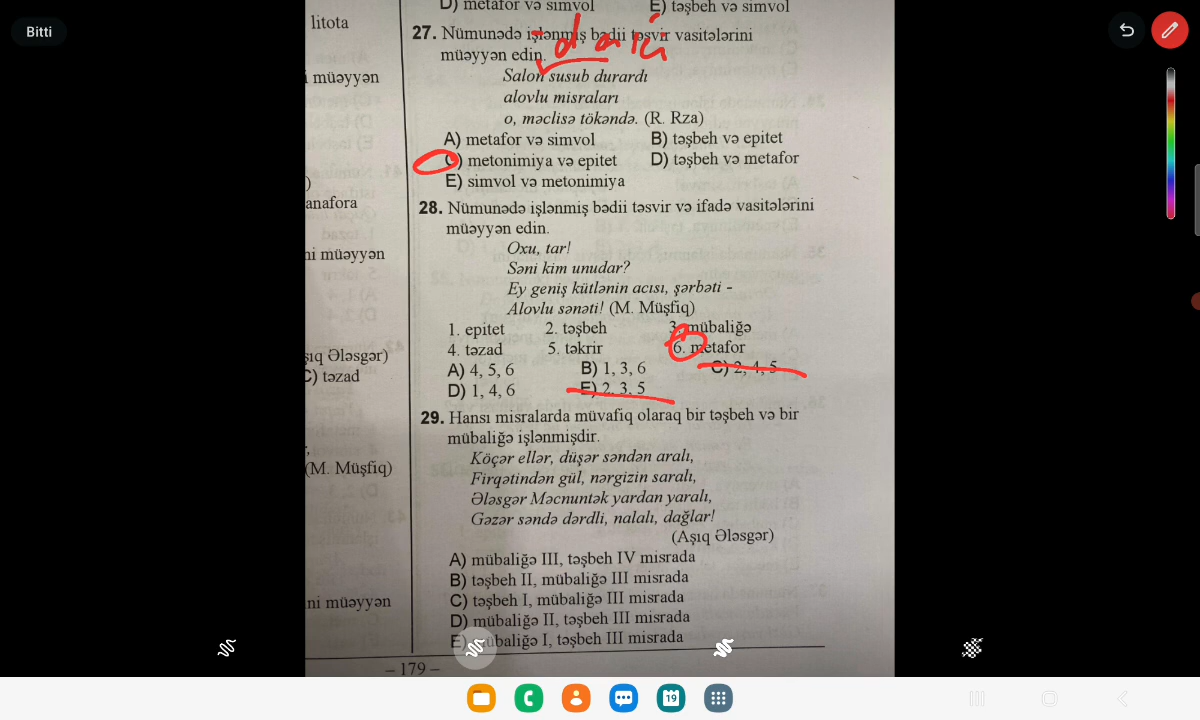 Bitti
D) metafor və simvol E) təşbeh və simvol
litota
27. Nümunədə işlənmiş bədii təsvir vasitələrini
müəyyən edin.
Salon susub durardı
i müəyyən
alovlu misraları
o, məclisə tökəndə. (R. Rza)
A) metafor və simvol B) təşbeh və epitet
C) metonimiya və epitet D) təşbeh və metafor
E) simvol və metonimiya
)
anafora
28. Nümunədə işlənmiş bədii təsvir və ifadə vasitələrini
müəyyən edin.
Oxu, tar!
ni müəyyən
Səni kim unudar?
Ey geniş kütlənin acısı, şərbəti -
Alovlu sənəti! (M. Müşfiq)
1. epitet 2. təşbeh 3. mübaliğə
4. təzad 5. təkrir 6. metafor
şıq Ələsgər)
C) təzad
A) 4, 5, 6 B) 1, 3, 6 C) 2, 4, 5
D) 1, 4, 6 E) 2, 3, 5
29. Hansı misralarda müvafiq olaraq bir təşbeh və bir
mübaliğə işlənmişdir.
(M. Müşfiq)
Köçər ellər, düşər səndən aralı,
Firqətindən gül, nərgizin saralı,
Ələsgər Məcnuntək yardan yaralı,
Gəzər səndə dərdli, nalalı, dağlar!
(Aşıq Ələsgər)
A) mübaliğə III, təşbeh IV misrada
B) təşbeh II, mübaliğə III misrada
C) təşbeh I, mübaliğə III misrada
ni müəyyən
D) mübaliğə II, təşbeh III misrada
E) mübaliğə I, təşbeh III misrada
– 179 –
19